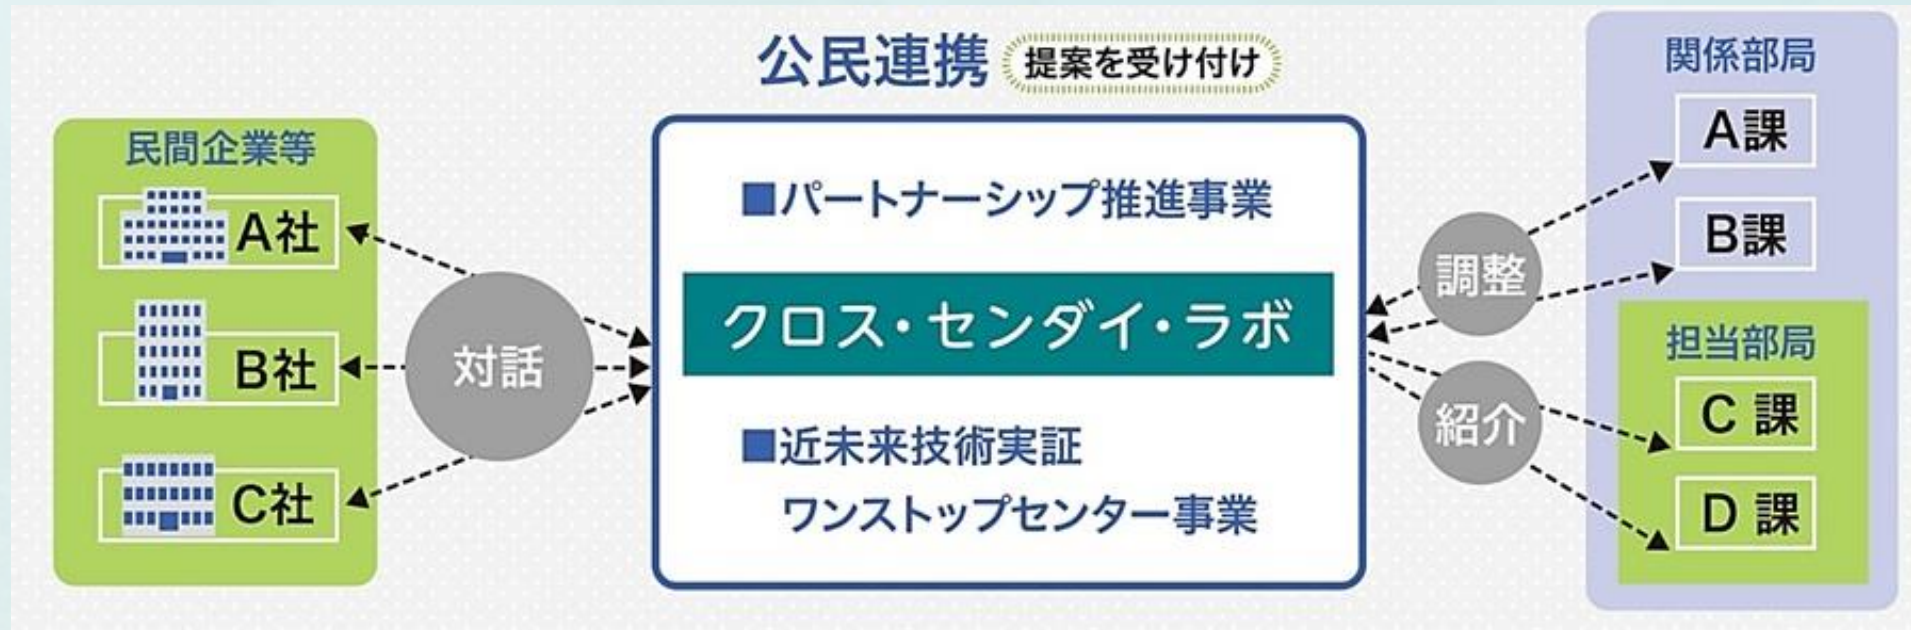 公民連携 提案を受け付け
民間企業等
A社
B社
C社
対話
■パートナーシップ推進事業
クロス・センダイ・ラボ
■近未来技術実証
ワンストップセンター事業
調整
紹介
関係部局
A課
B課
担当部局
C 課
D 課